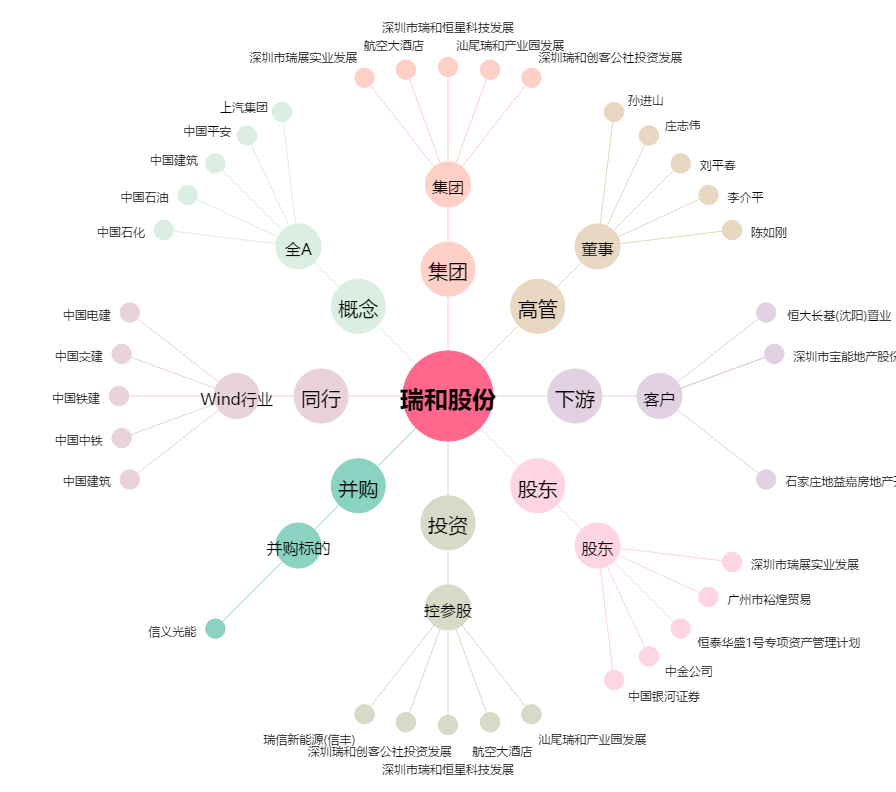 深圳市瑞和恒星科技发展
航空大酒店
汕尾瑞和产业园发展
深圳市瑞展实业发展
深圳瑞和创客公社投资发展
集团
集团
上汽集团
中国平安
中国建筑
中国石油
中国石化
全A
概念
孙进山
庄志伟
刘平春
李介平
陈如刚
董事
高管
中国电建
中国交建
中国铁建
中国中铁
中国建筑
Wind行业
同行
瑞和股份
下游
客户
恒大长基(沈阳)置业
深圳市宝能地产股份
石家庄地益嘉房地产
并购
并购标的
信义光能
投资
控参股
瑞信新能源(信丰)
深圳瑞和创客公社投资发展
深圳市瑞和恒星科技发展
航空大酒店
汕尾瑞和产业园发展
股东
股东
深圳市瑞展实业发展
广州市裕煌贸易
恒泰华盛1号专项资产管理计划
中金公司
中国银河证券